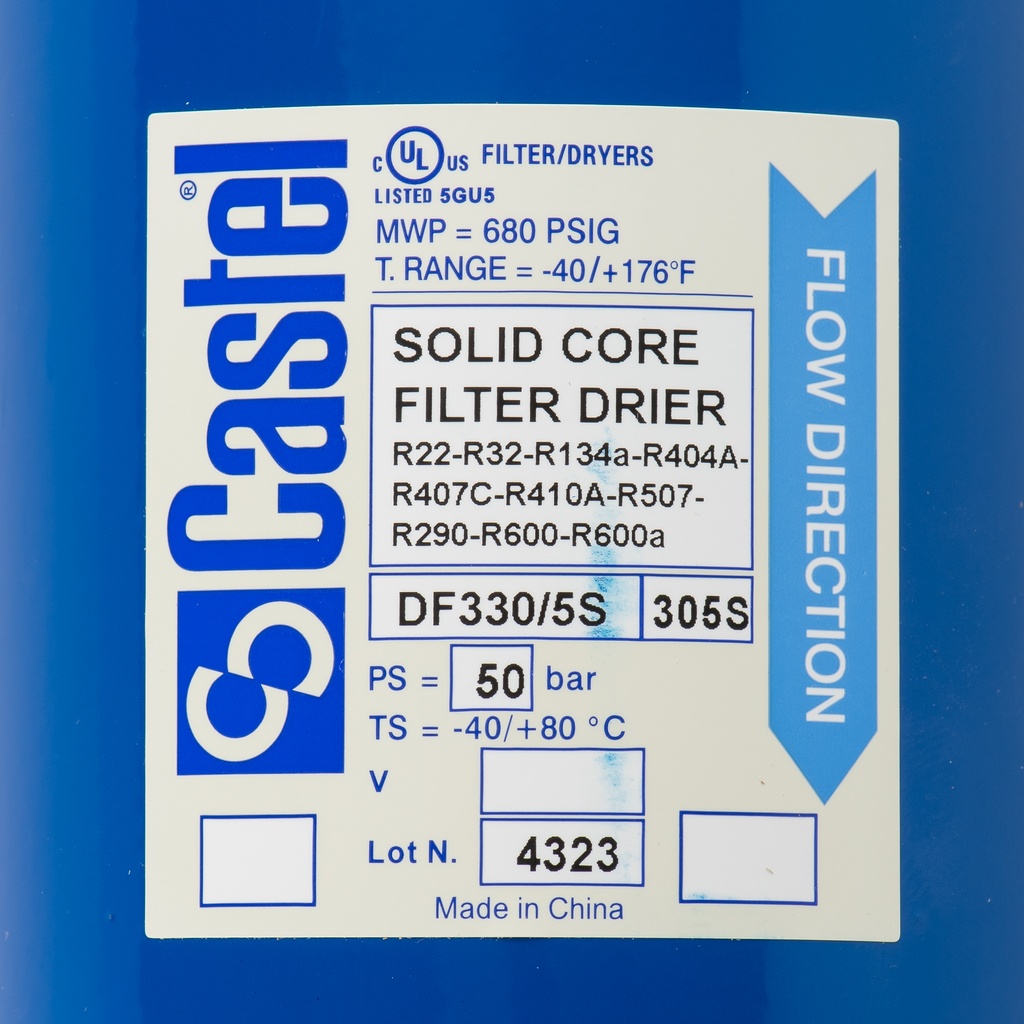 Castel®
c UL US FILTER/DRYERS
LISTED 5GU5
MWP = 680 PSIG
T. RANGE = -40/+176°F
SOLID CORE
FILTER DRIER
R22-R32-R134a-R404A-
R407C-R410A-R507-
R290-R600-R600a
DF330/5S 305S
PS = 50 bar
TS = -40/+80 °C
V
Lot N. 4323
Made in China
FLOW DIRECTION